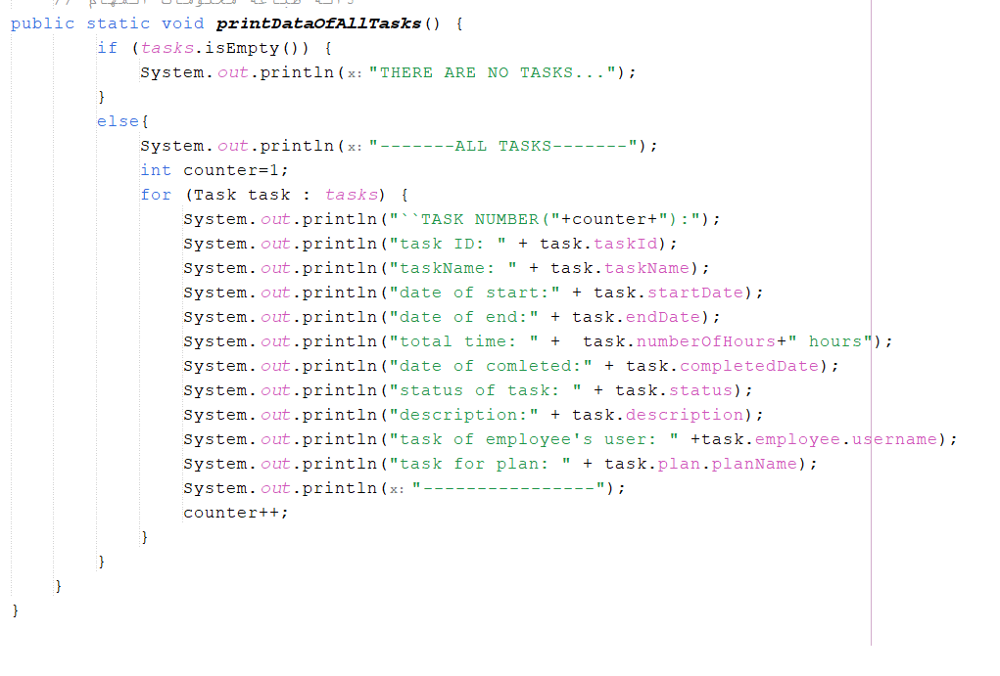 public static void printDataOfAllTasks() {
if (tasks.isEmpty()) {
System.out.println(x: "THERE ARE NO TASKS...");
}
else{
System.out.println(x: "-------ALL TASKS-------");
int counter=1;
for (Task task : tasks) {
System.out.println("``TASK NUMBER("+counter+"):");
System.out.println("task ID: " + task.taskId);
System.out.println("taskName: " + task.taskName);
System.out.println("date of start:" + task.startDate);
System.out.println("date of end:" + task.endDate);
System.out.println("total time: " +  task.numberOfHours+" hours");
System.out.println("date of comleted:" + task.completedDate);
System.out.println("status of task: " + task.status);
System.out.println("description:" + task.description);
System.out.println("task of employee's user: " +task.employee.username);
System.out.println("task for plan: " + task.plan.planName);
System.out.println(x: "----------------");
counter++;
}
}
}
}